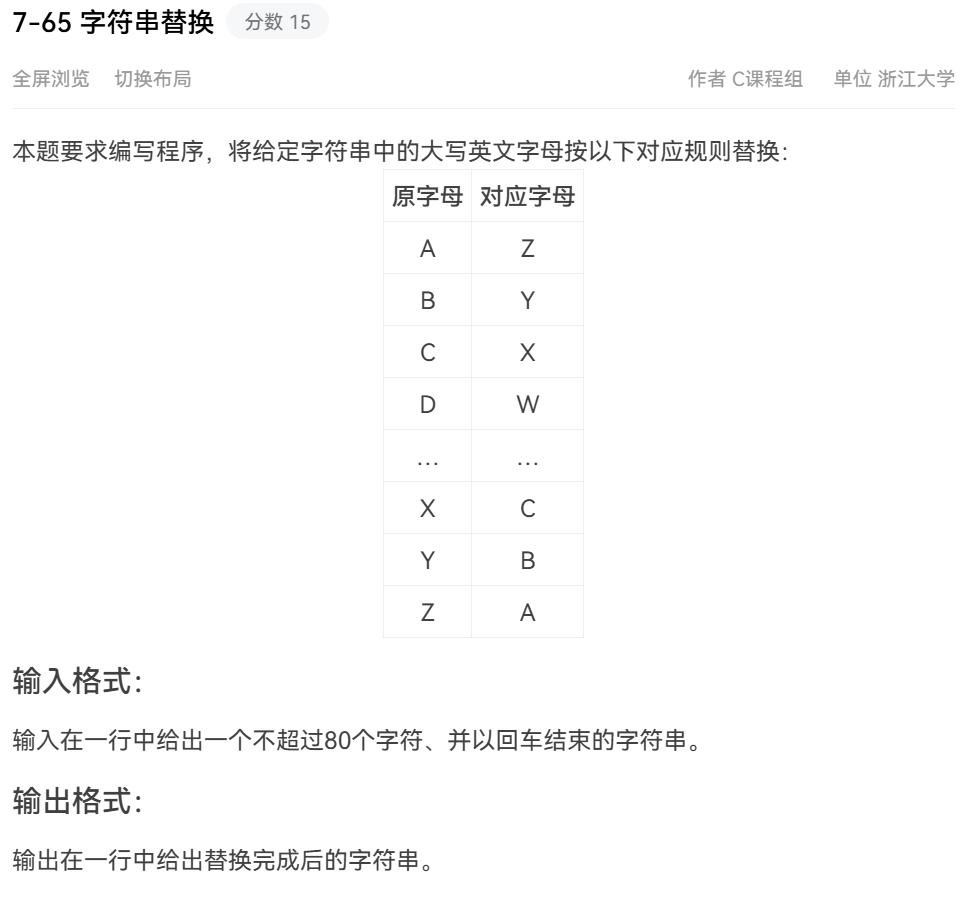 7-65 字符串替换 分数 15
全屏浏览 切换布局 作者 C课程组 单位 浙江大学
本题要求编写程序，将给定字符串中的大写英文字母按以下对应规则替换：
原字母 对应字母
A Z
B Y
C X
D W
… …
X C
Y B
Z A
输入格式：
输入在一行中给出一个不超过80个字符、并以回车结束的字符串。
输出格式：
输出在一行中给出替换完成后的字符串。